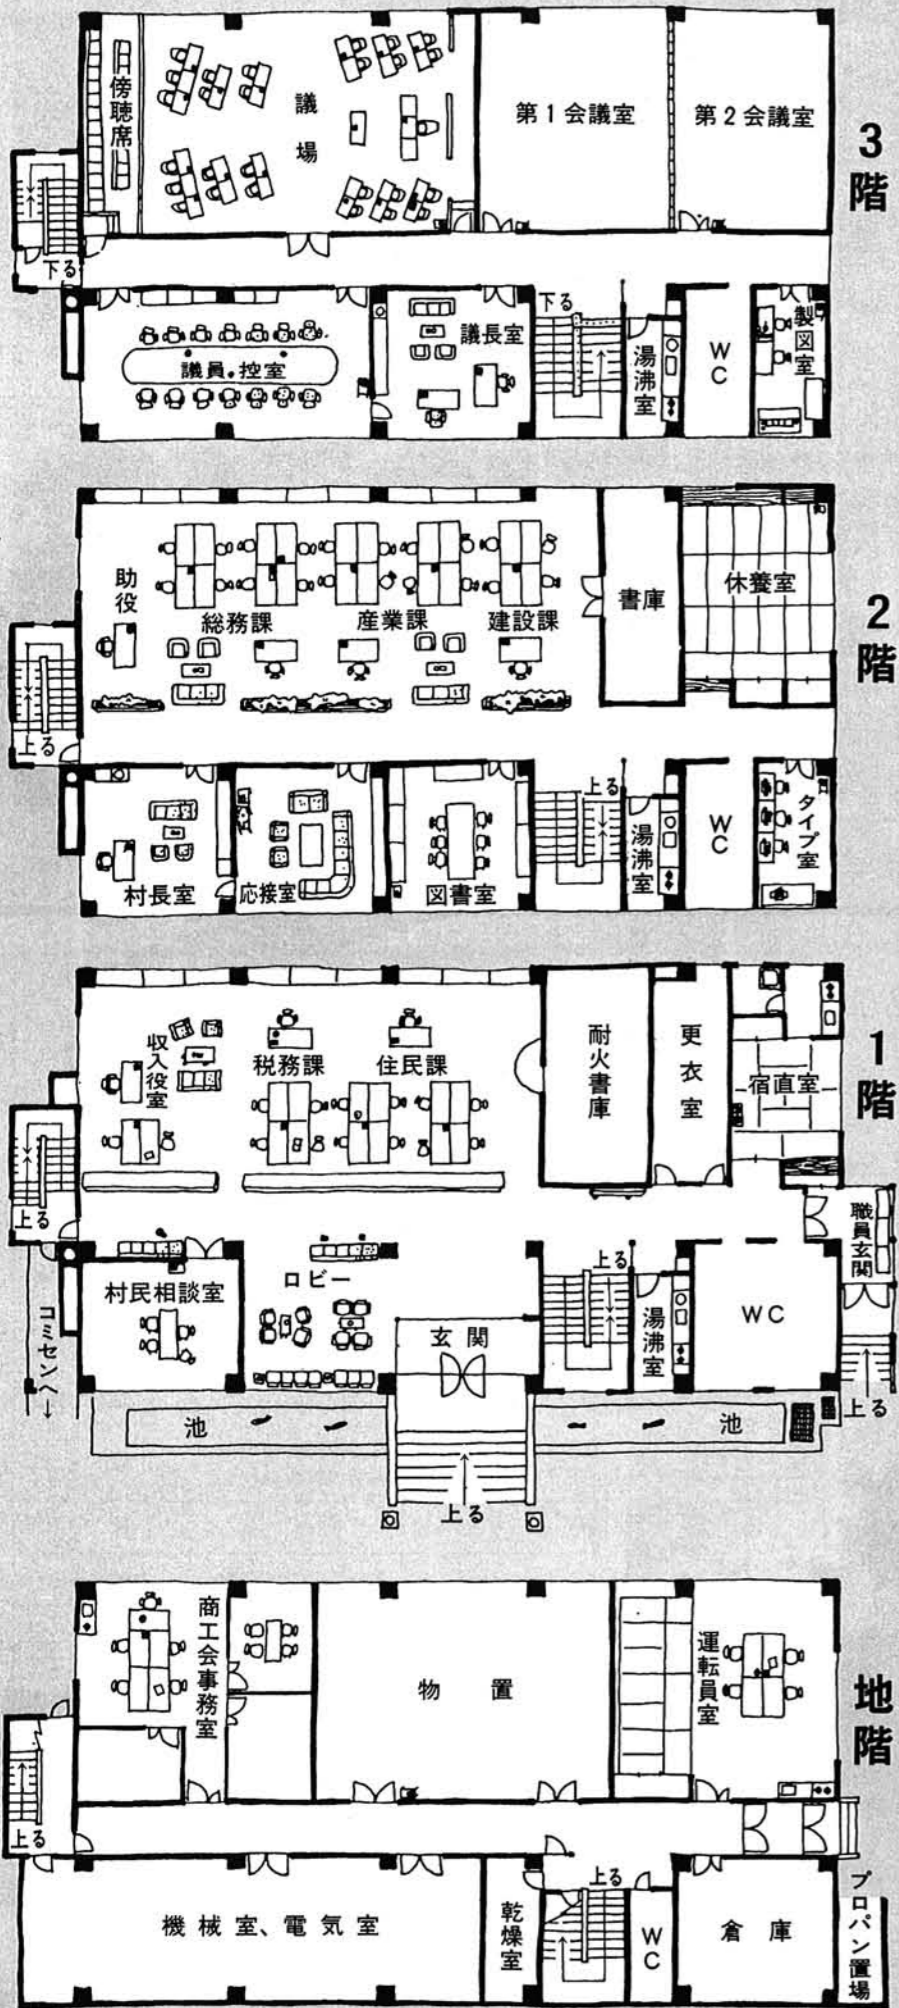 3階
傍聴席
議場
第1会議室
第2会議室
下る
議員控室
議長室
下る
湯沸室
WC
製図室
2階
助役
総務課
産業課
建設課
書庫
休養室
上る
村長室
応接室
図書室
上る
湯沸室
WC
タイプ室
1階
収入役室
税務課
住民課
耐火書庫
更衣室
宿直室
上る
職員玄関
村民相談室
ロビー
玄関
上る
湯沸室
WC
コミセンへ↓
池
池
上る
上る
地階
商工会事務室
物置
運転員室
上る
機械室、電気室
乾燥室
上る
WC
倉庫
プロパン置場